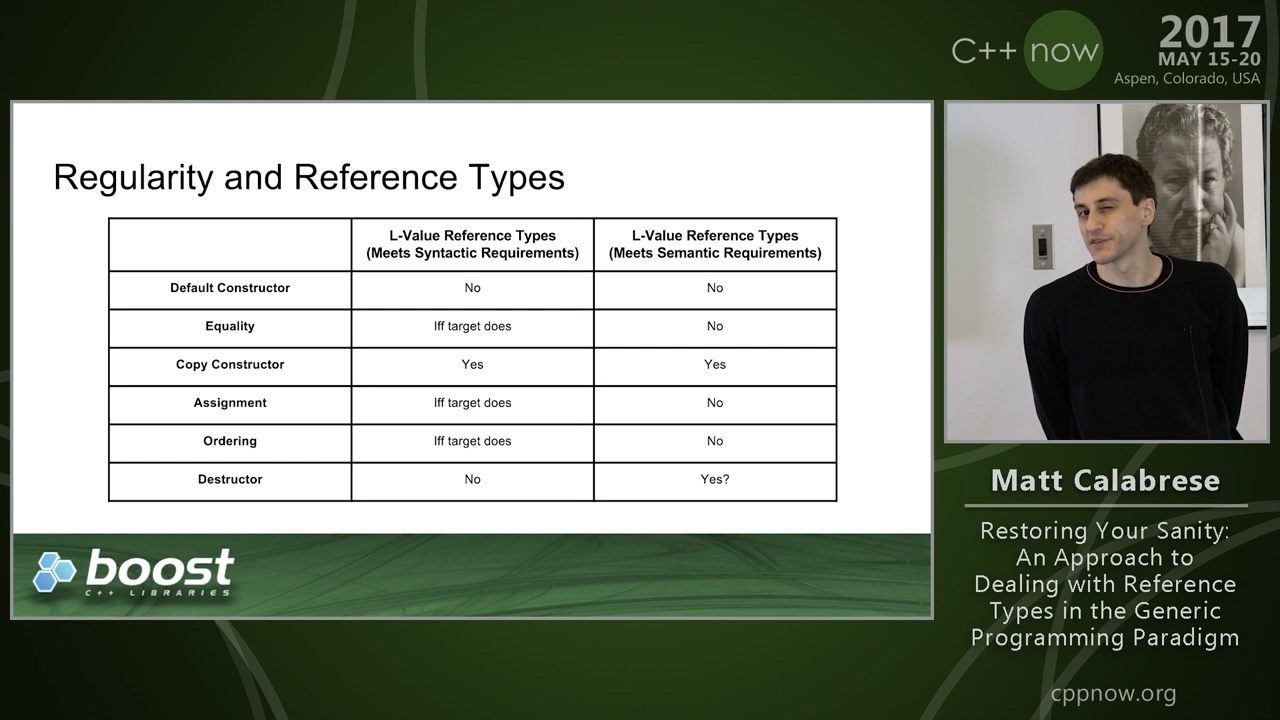 C++ now
2017
MAY 15-20
Aspen, Colorado, USA
Regularity and Reference Types
L-Value Reference Types
(Meets Syntactic Requirements)
L-Value Reference Types
(Meets Semantic Requirements)
Default Constructor No No
Equality Iff target does No
Copy Constructor Yes Yes
Assignment Iff target does No
Ordering Iff target does No
Destructor No Yes?
boost
C++ LIBRARIES
Matt Calabrese
Restoring Your Sanity:
An Approach to
Dealing with Reference
Types in the Generic
Programming Paradigm
cppnow.org